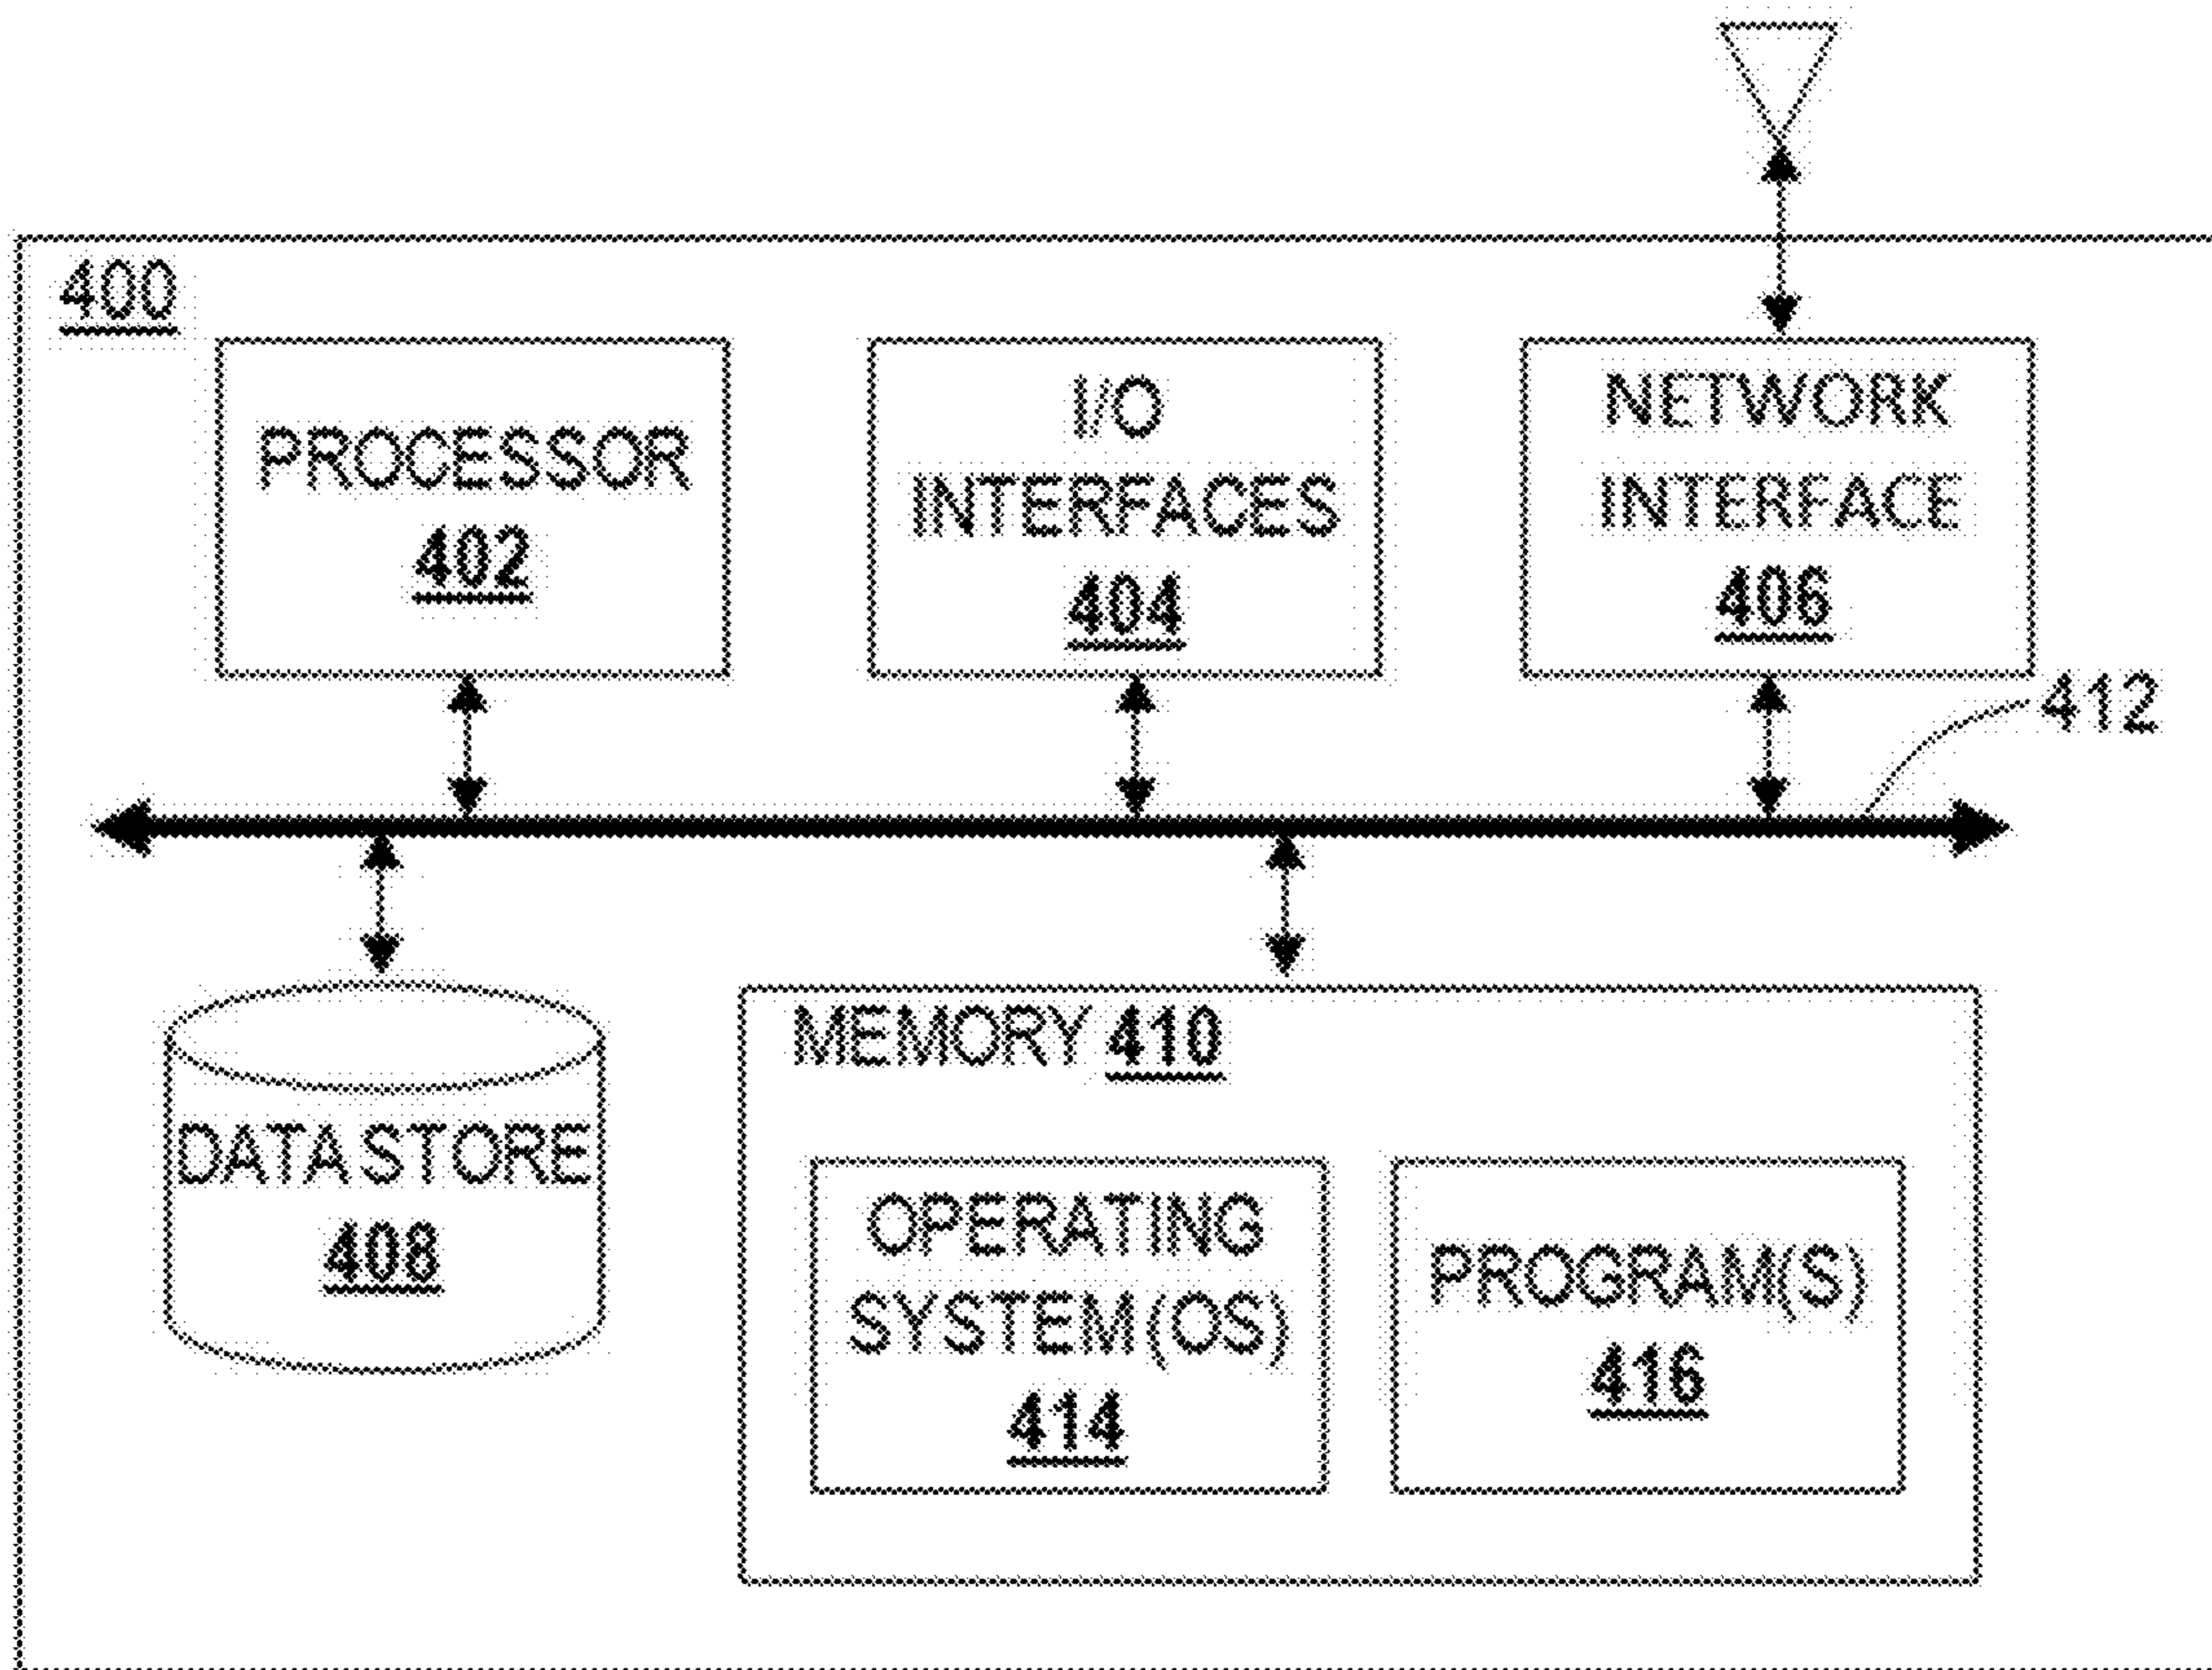 400
PROCESSOR
402
I/O
INTERFACES
404
NETWORK
INTERFACE
406
412
DATA STORE
408
MEMORY 410
OPERATING
SYSTEM (OS)
414
PROGRAM(S)
416